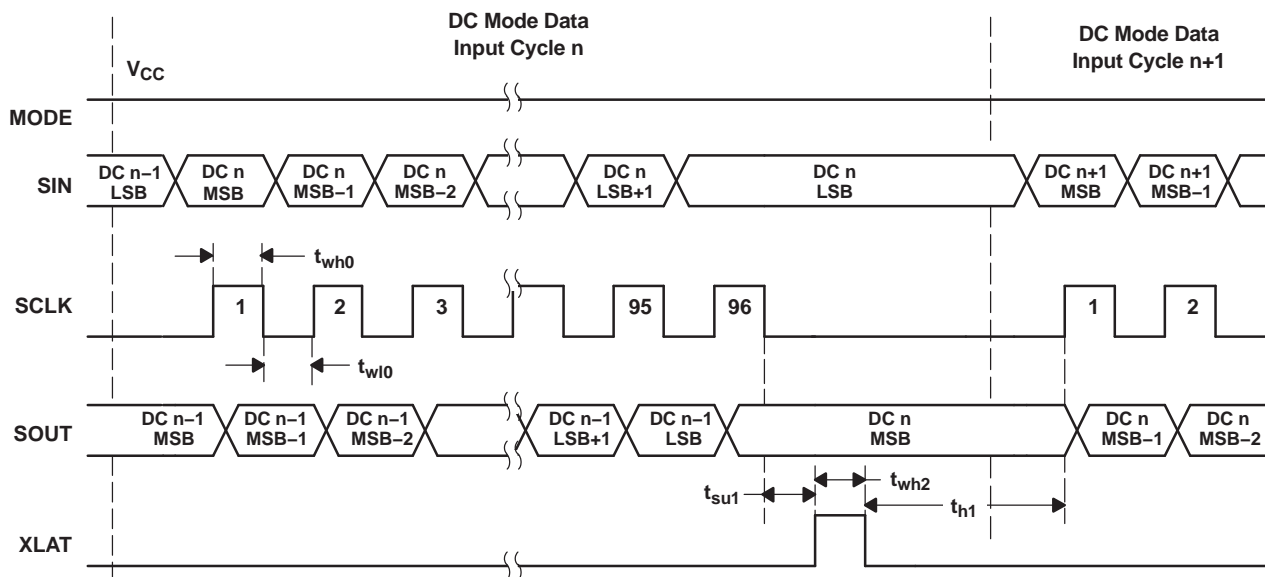 DC Mode Data
Input Cycle n
DC Mode Data
Input Cycle n+1
VCC
MODE
SIN
DC n−1
LSB
DC n
MSB
DC n
MSB−1
DC n
MSB−2
DC n
LSB+1
DC n
LSB
DC n+1
MSB
DC n+1
MSB−1
twh0
SCLK
1
2
3
95
96
1
2
twl0
SOUT
DC n−1
MSB
DC n−1
MSB−1
DC n−1
MSB−2
DC n−1
LSB+1
DC n−1
LSB
DC n
MSB
DC n
MSB−1
DC n
MSB−2
tsu1
twh2
th1
XLAT